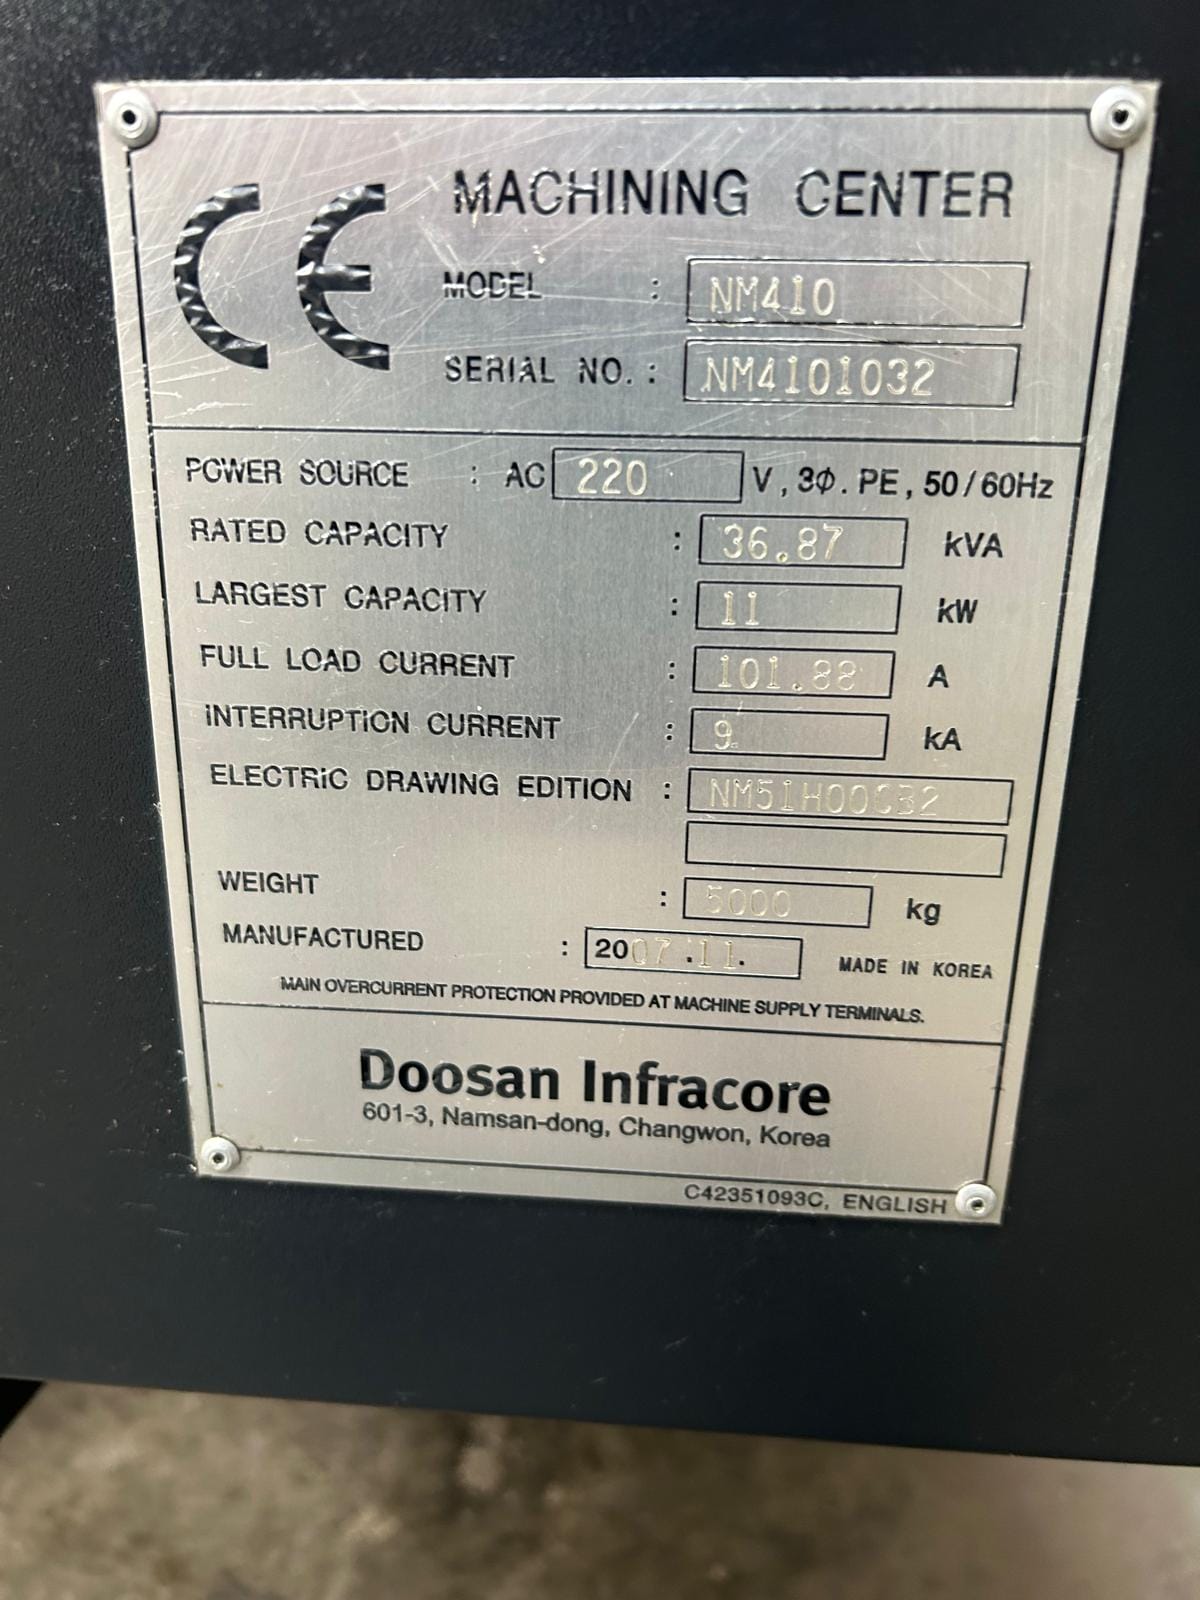 CE MACHINING CENTER
MODEL : NM410
SERIAL NO. : NM4101032
POWER SOURCE : AC 220 V, 3Φ. PE, 50/60Hz
RATED CAPACITY : 36.87 kVA
LARGEST CAPACITY : 11 kW
FULL LOAD CURRENT : 101.88 A
INTERRUPTION CURRENT : 9 kA
ELECTRIC DRAWING EDITION :
WEIGHT : 5000 kg
MANUFACTURED : 2007.11. MADE IN KOREA
MAIN OVERCURRENT PROTECTION PROVIDED AT MACHINE SUPPLY TERMINALS.
Doosan Infracore
601-3, Namsan-dong, Changwon, Korea
C42351093C, ENGLISH